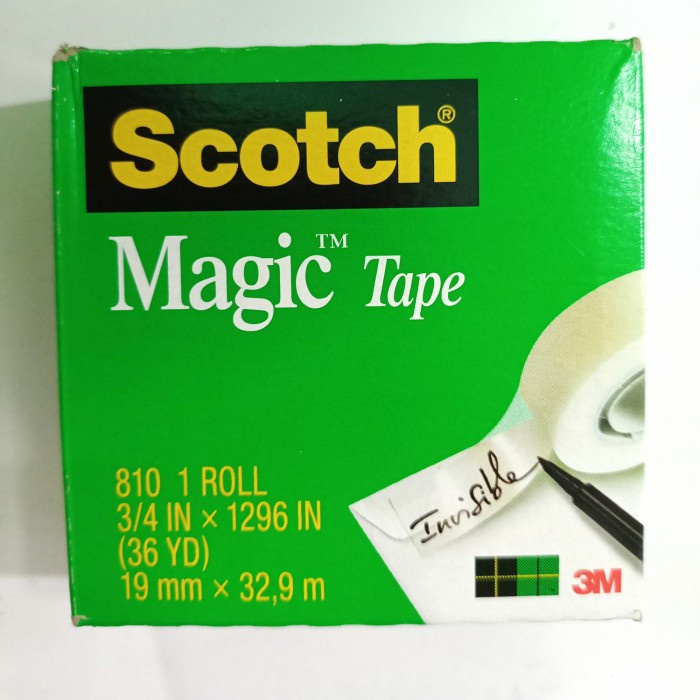 Scotch®
Magic™ Tape
810 1 ROLL
3/4 IN × 1296 IN
(36 YD)
19 mm × 32,9 m
Invisible
3M